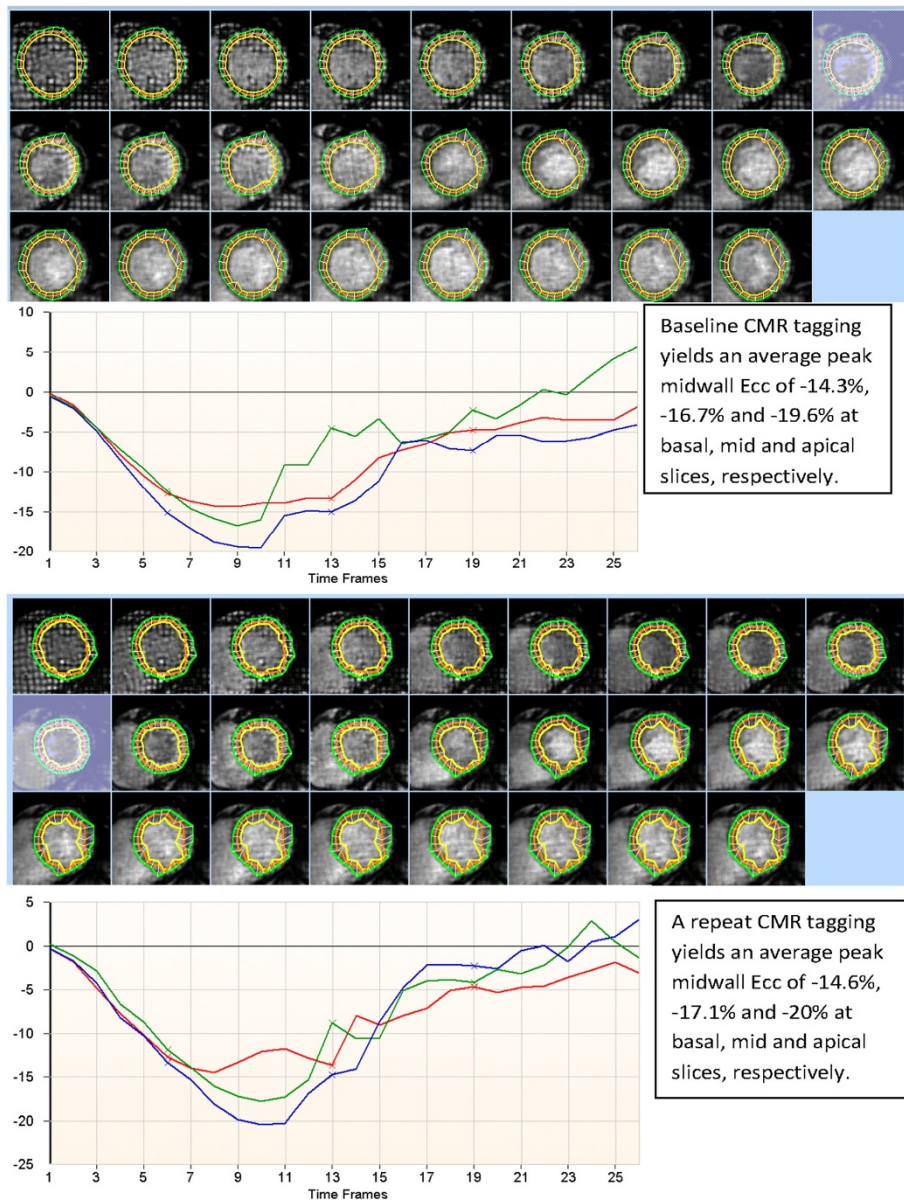 10
5
0
-5
-10
-15
-20
1 3 5 7 9 11 13 15 17 19 21 23 25
Time Frames
Baseline CMR tagging
yields an average peak
midwall Ecc of -14.3%,
-16.7% and -19.6% at
basal, mid and apical
slices, respectively.
5
0
-5
-10
-15
-20
-25
1 3 5 7 9 11 13 15 17 19 21 23 25
Time Frames
A repeat CMR tagging
yields an average peak
midwall Ecc of -14.6%,
-17.1% and -20% at
basal, mid and apical
slices, respectively.